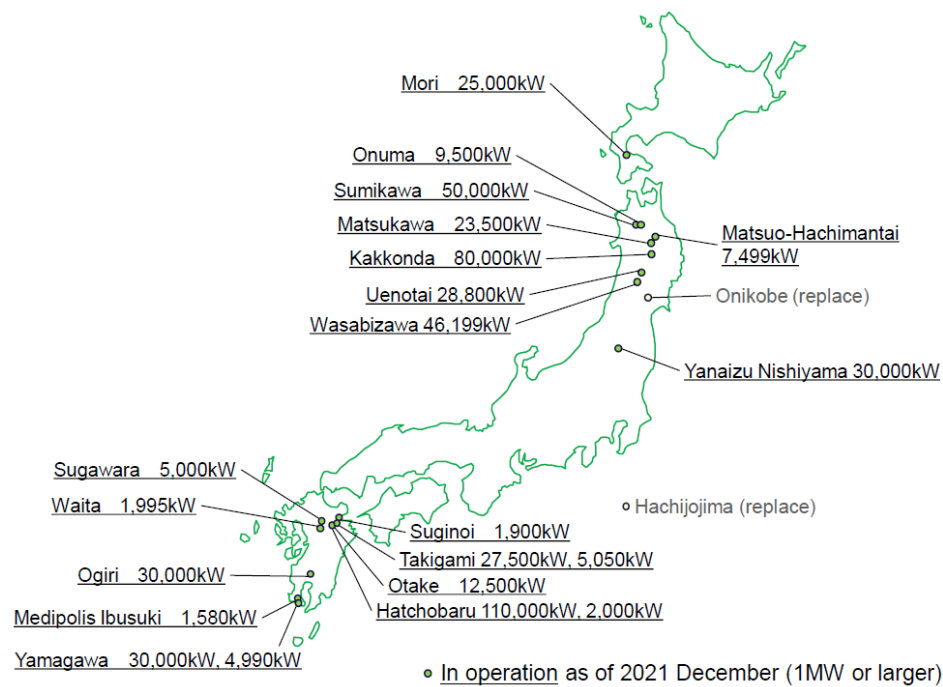 Mori 25,000kW
Onuma 9,500kW
Sumikawa 50,000kW
Matsukawa 23,500kW
Matsuo-Hachimantai
7,499kW
Kakkonda 80,000kW
Uenotai 28,800kW
Onikobe (replace)
Wasabizawa 46,199kW
Yanaizu Nishiyama 30,000kW
Sugawara 5,000kW
Waita 1,995kW
Hachijojima (replace)
Suginoi 1,900kW
Takigami 27,500kW, 5,050kW
Ogiri 30,000kW
Otake 12,500kW
Hatchobaru 110,000kW, 2,000kW
Medipolis Ibusuki 1,580kW
Yamagawa 30,000kW, 4,990kW
In operation as of 2021 December (1MW or larger)